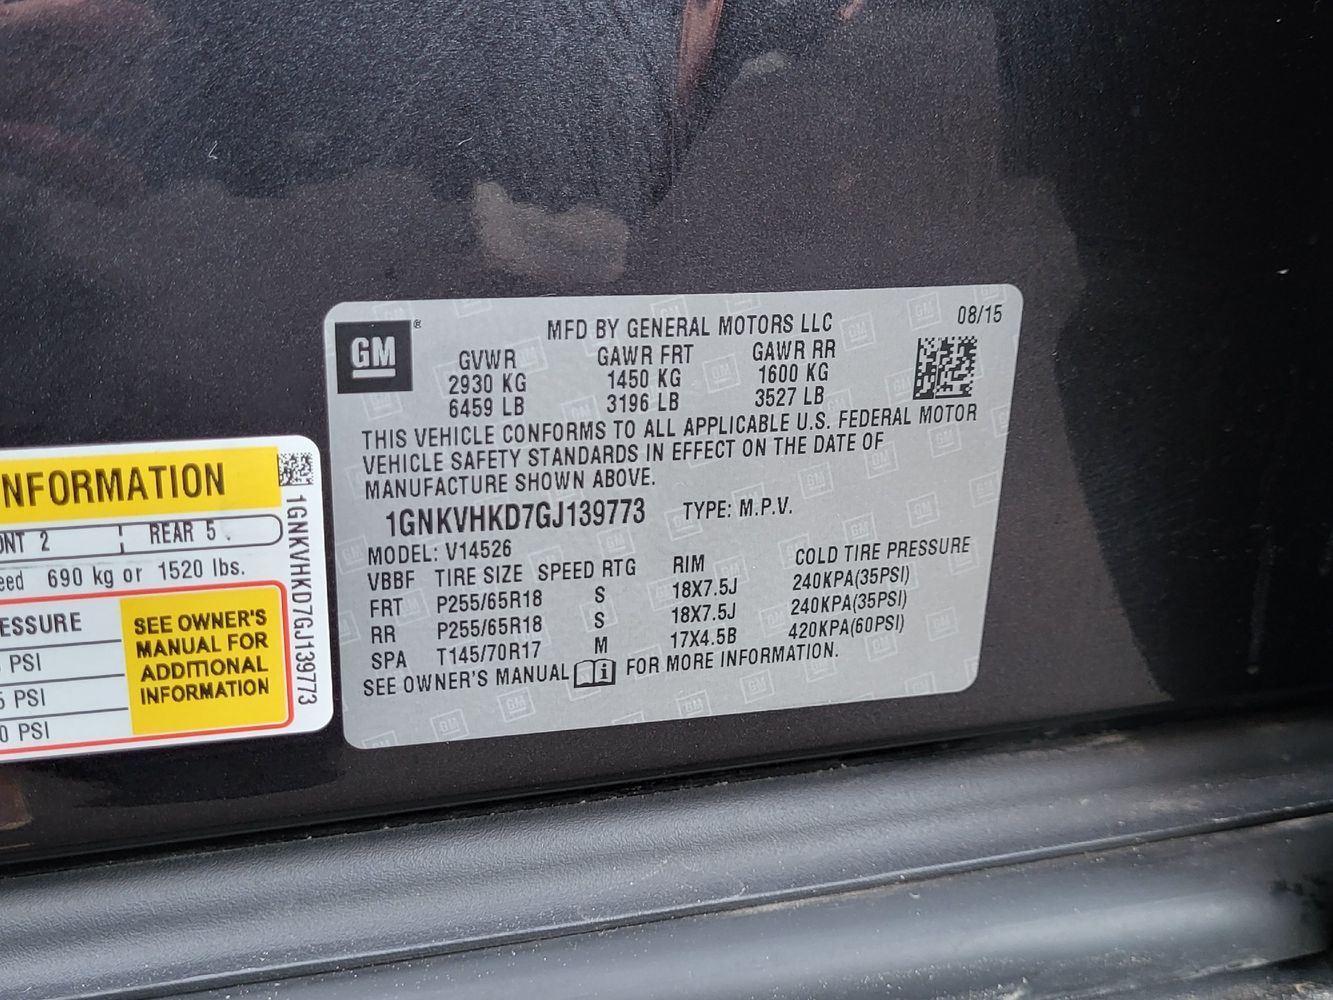 GM
®
MFD BY GENERAL MOTORS LLC
08/15
GVWR GAWR FRT GAWR RR
2930 KG 1450 KG 1600 KG
6459 LB 3196 LB 3527 LB
THIS VEHICLE CONFORMS TO ALL APPLICABLE U.S. FEDERAL MOTOR
VEHICLE SAFETY STANDARDS IN EFFECT ON THE DATE OF
MANUFACTURE SHOWN ABOVE.
1GNKVHKD7GJ139773 TYPE: M.P.V.
MODEL: V14526
VBBF TIRE SIZE SPEED RTG RIM COLD TIRE PRESSURE
FRT P255/65R18 S 18X7.5J 240KPA(35PSI)
RR P255/65R18 S 18X7.5J 240KPA(35PSI)
SPA T145/70R17 M 17X4.5B 420KPA(60PSI)
SEE OWNER'S MANUAL i FOR MORE INFORMATION.
NFORMATION
ONT 2 REAR 5
eed 690 kg or 1520 lbs.
ESSURE
PSI
5 PSI
0 PSI
SEE OWNER'S
MANUAL FOR
ADDITIONAL
INFORMATION
1GNKVHKD7GJ139773